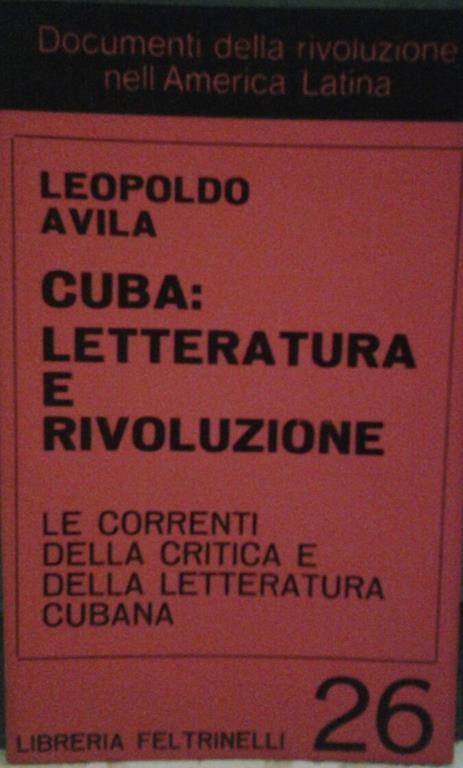 Documenti della rivoluzione
nell America Latina
LEOPOLDO
AVILA
CUBA:
LETTERATURA
E
RIVOLUZIONE
LE CORRENTI
DELLA CRITICA E
DELLA LETTERATURA
CUBANA
LIBRERIA FELTRINELLI 26